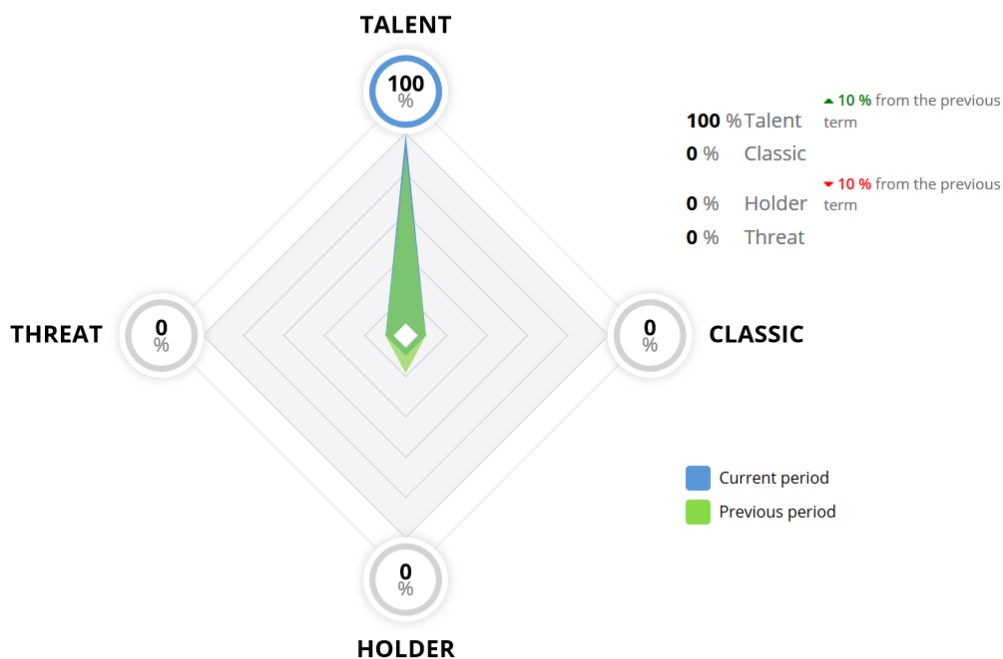 TALENT
100
%
THREAT
0
%
0
%
CLASSIC
0
%
HOLDER
100 % Talent
▲ 10 % from the previous
term
0 % Classic
0 % Holder
▼ 10 % from the previous
term
0 % Threat
Current period
Previous period